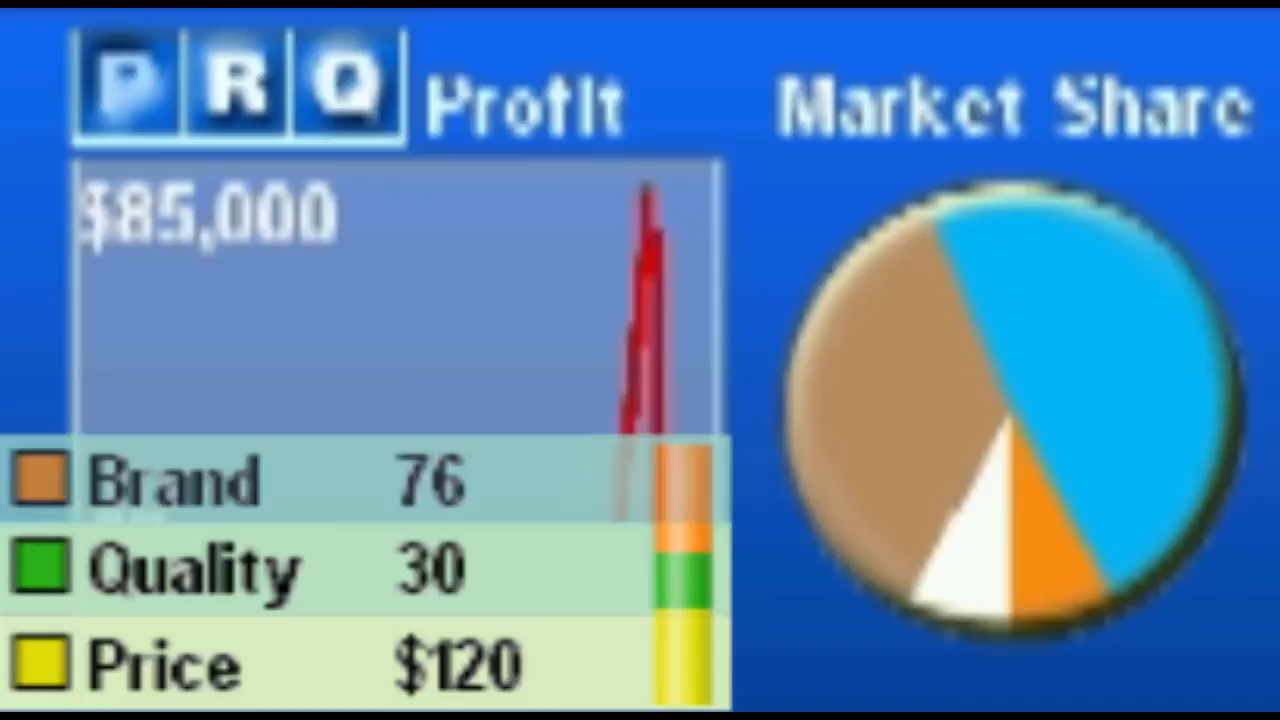 P R Q Profit
Market Share
$85,000
Brand 76
Quality 30
Price $120